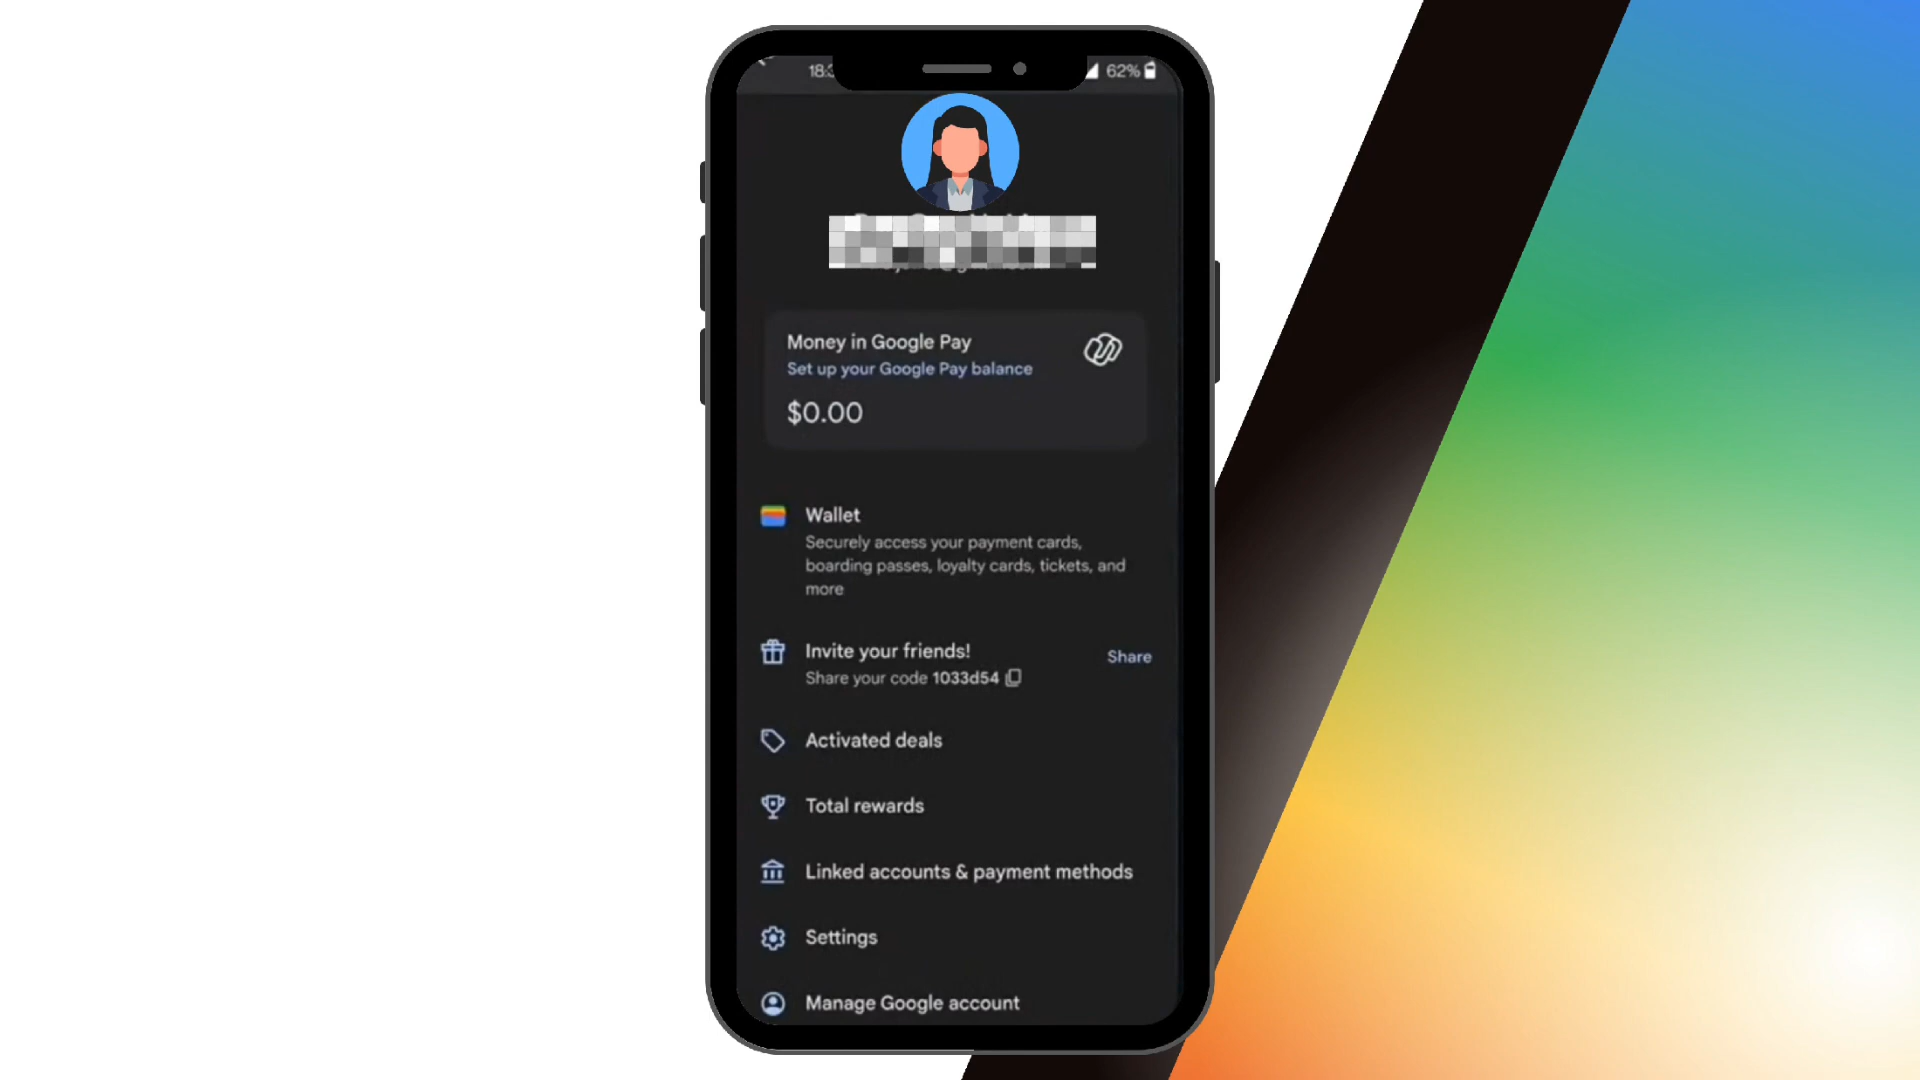 62%
Money in Google Pay
Set up your Google Pay balance
$0.00
Wallet
Securely access your payment cards,
boarding passes, loyalty cards, tickets, and
more
Invite your friends!
Share your code 1033d54
Share
Activated deals
Total rewards
Linked accounts & payment methods
Settings
Manage Google account